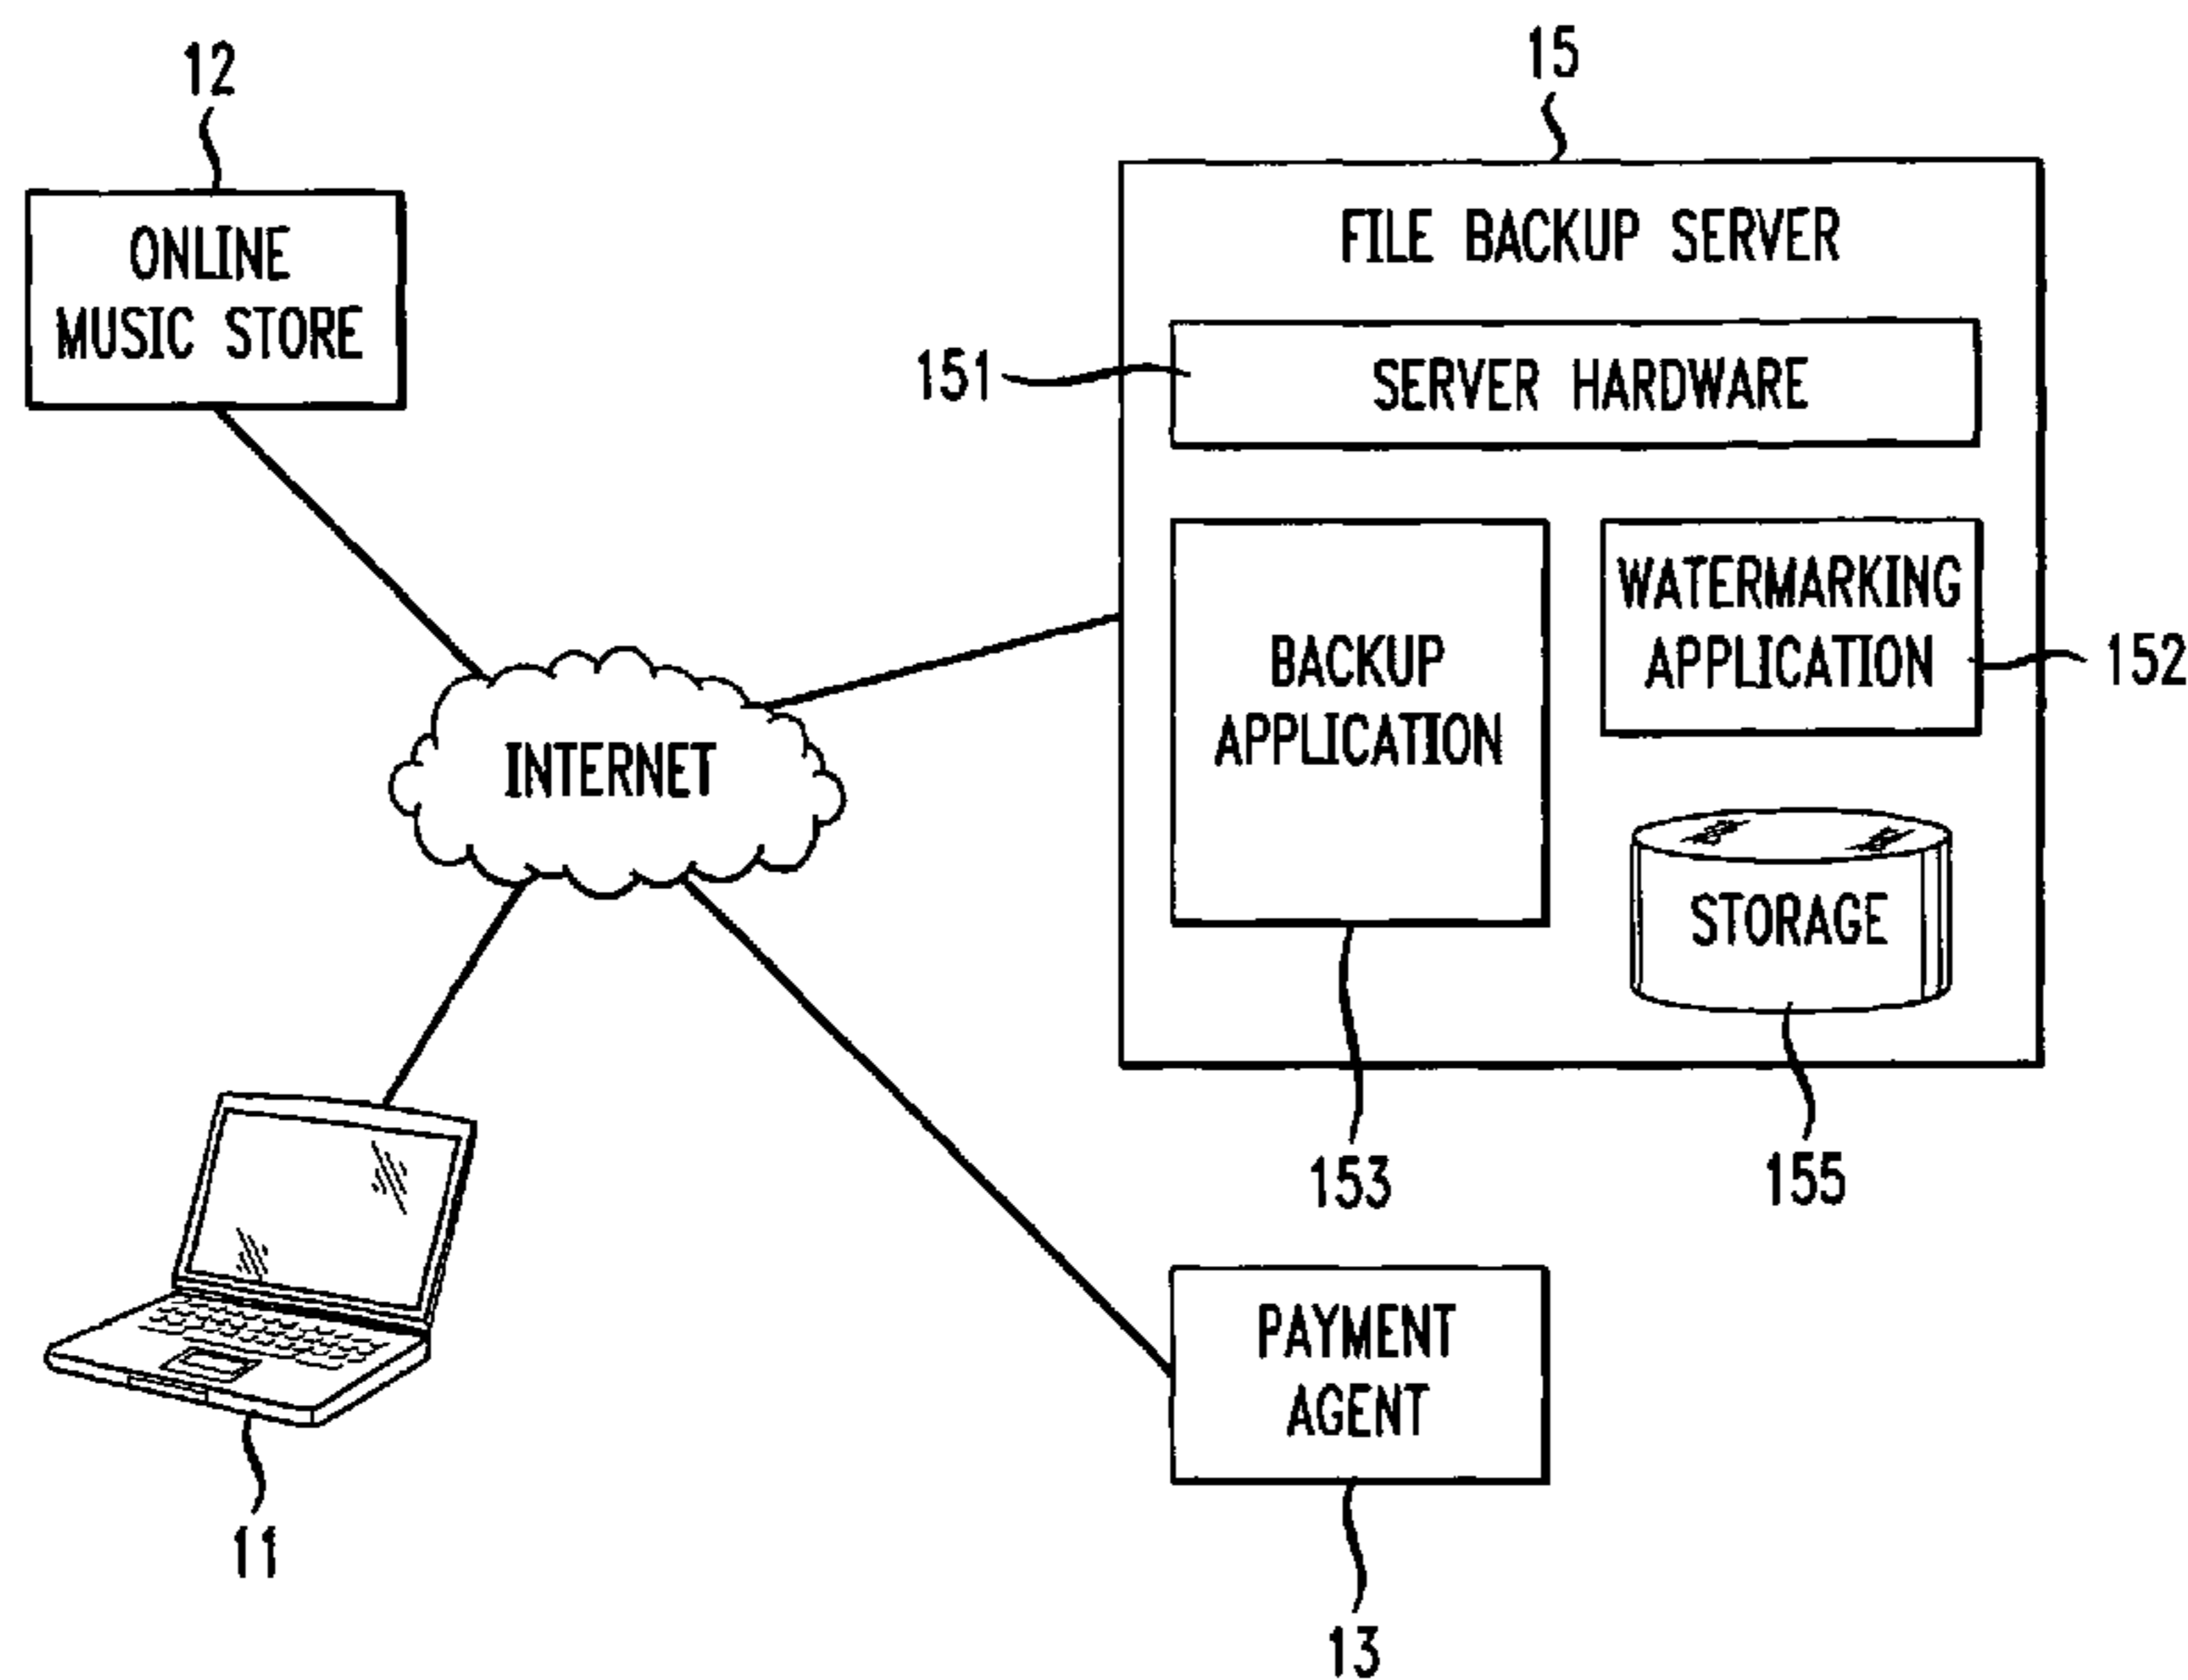 12
ONLINE
MUSIC STORE
15
FILE BACKUP SERVER
151
SERVER HARDWARE
BACKUP
APPLICATION
WATERMARKING
APPLICATION
152
STORAGE
153
155
INTERNET
11
PAYMENT
AGENT
13